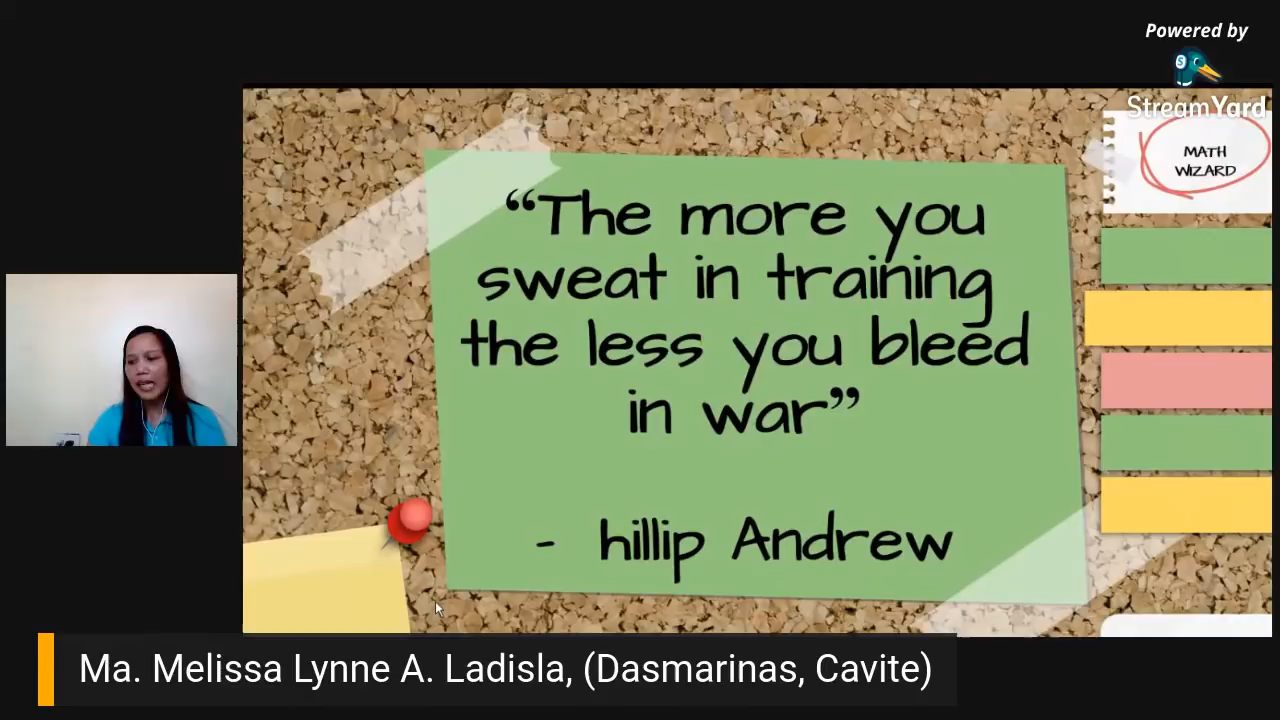 Powered by
StreamYard
MATH
WIZARD
“The more you
sweat in training
the less you bleed
in war”
- hillip Andrew
Ma. Melissa Lynne A. Ladisla, (Dasmarinas, Cavite)